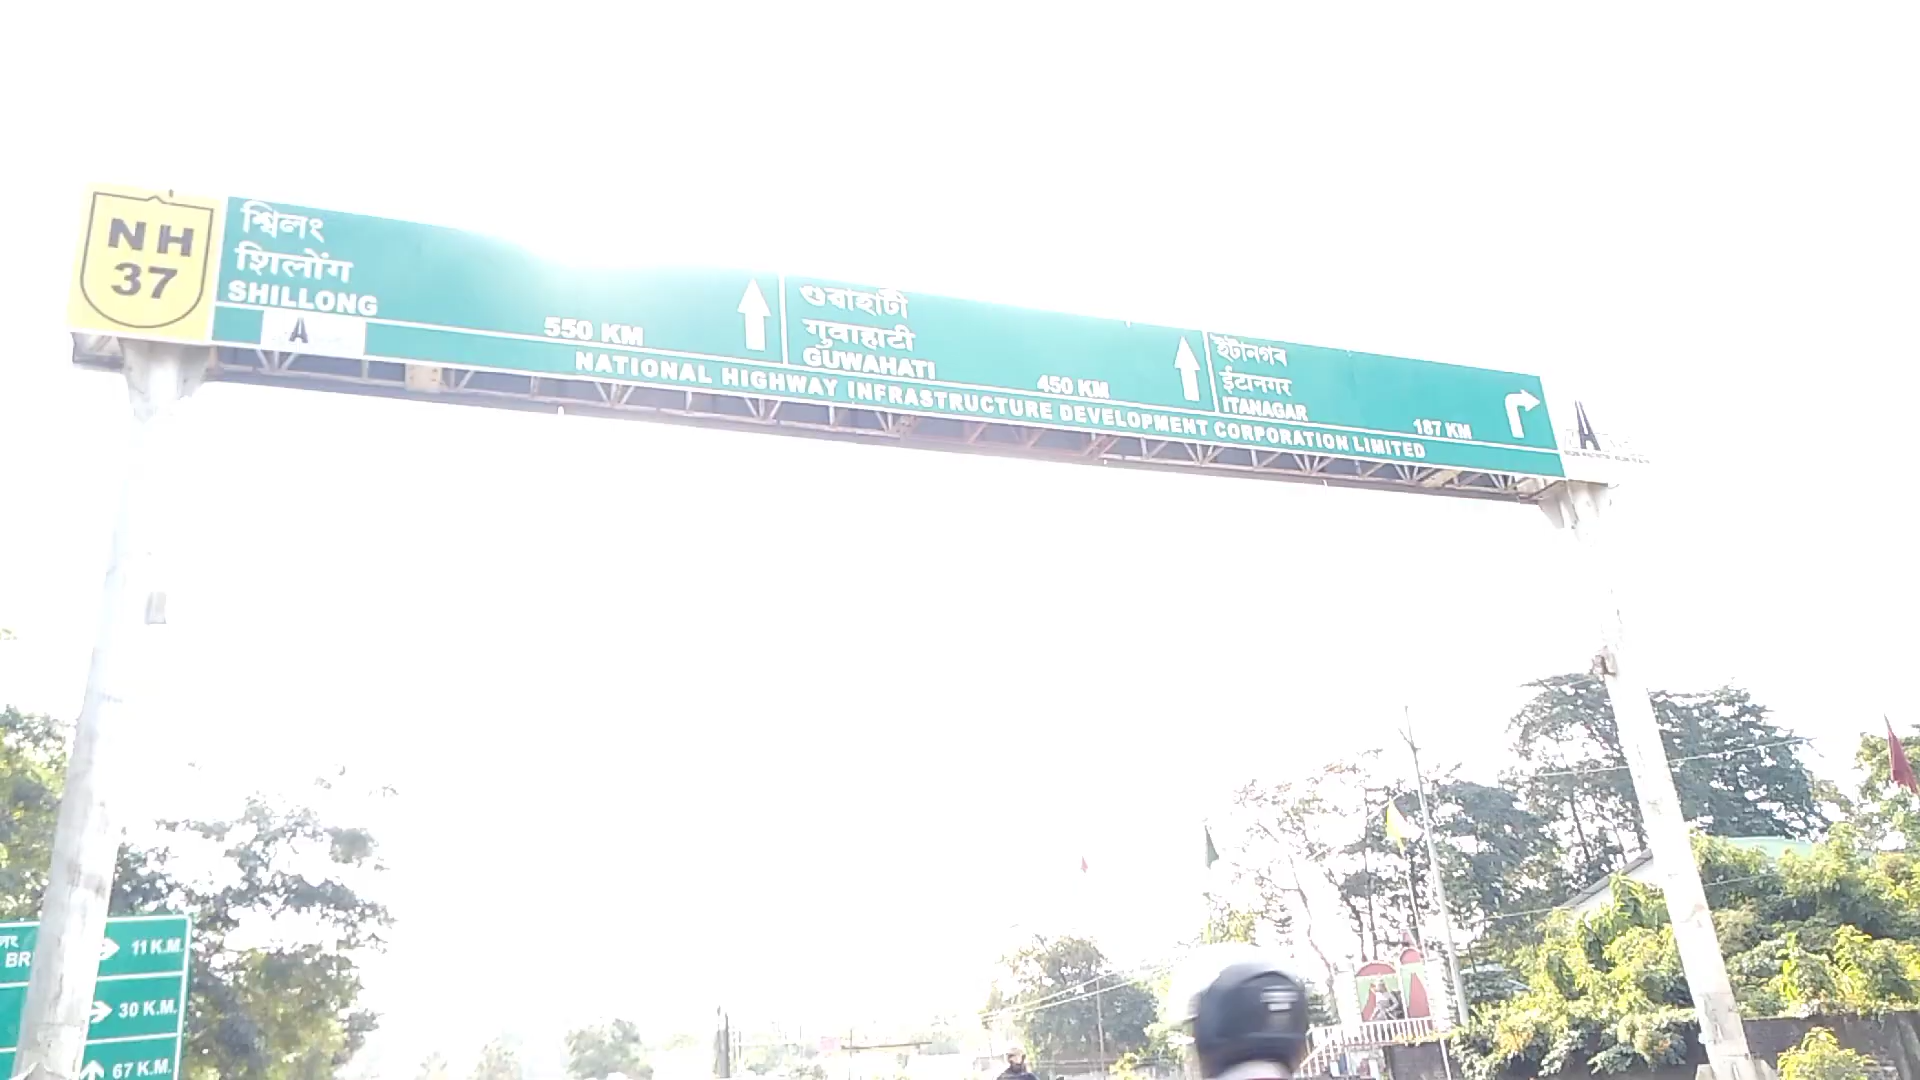 NH
37
শ্বিলং
शिलोंग
SHILLONG
550 KM
গুৱাহাটী
गुवाहाटी
GUWAHATI
450 KM
ইটানগৰ
ईटानगर
ITANAGAR
187 KM
NATIONAL HIGHWAY INFRASTRUCTURE DEVELOPMENT CORPORATION LIMITED
11 K.M.
30 K.M.
67 K.M.